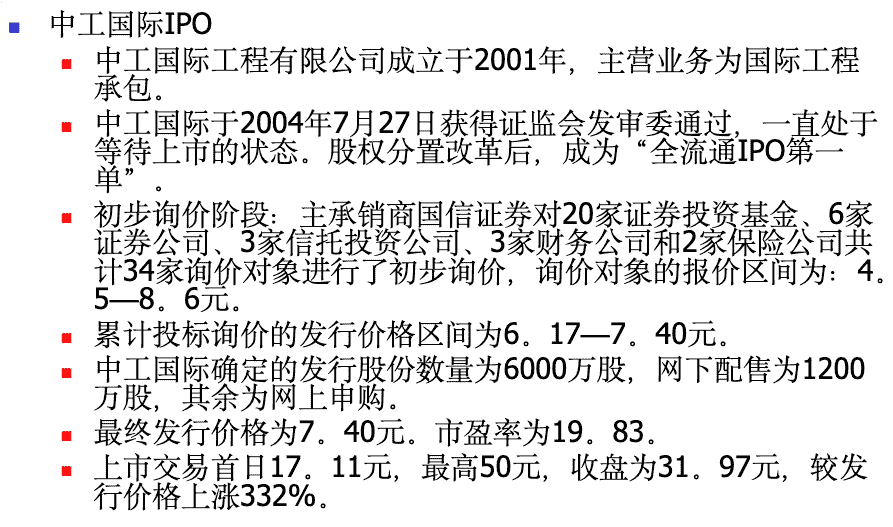 中工国际IPO
中工国际工程有限公司成立于2001年，主营业务为国际工程
承包。
中工国际于2004年7月27日获得证监会发审委通过，一直处于
等待上市的状态。股权分置改革后，成为“全流通IPO第一
单”。
初步询价阶段：主承销商国信证券对20家证券投资基金、6家
证券公司、3家信托投资公司、3家财务公司和2家保险公司共
计34家询价对象进行了初步询价，询价对象的报价区间为：4。
5—8。6元。
累计投标询价的发行价格区间为6。17—7。40元。
中工国际确定的发行股份数量为6000万股，网下配售为1200
万股，其余为网上申购。
最终发行价格为7。40元。市盈率为19。83。
上市交易首日17。11元，最高50元，收盘为31。97元，较发
行价格上涨332%。